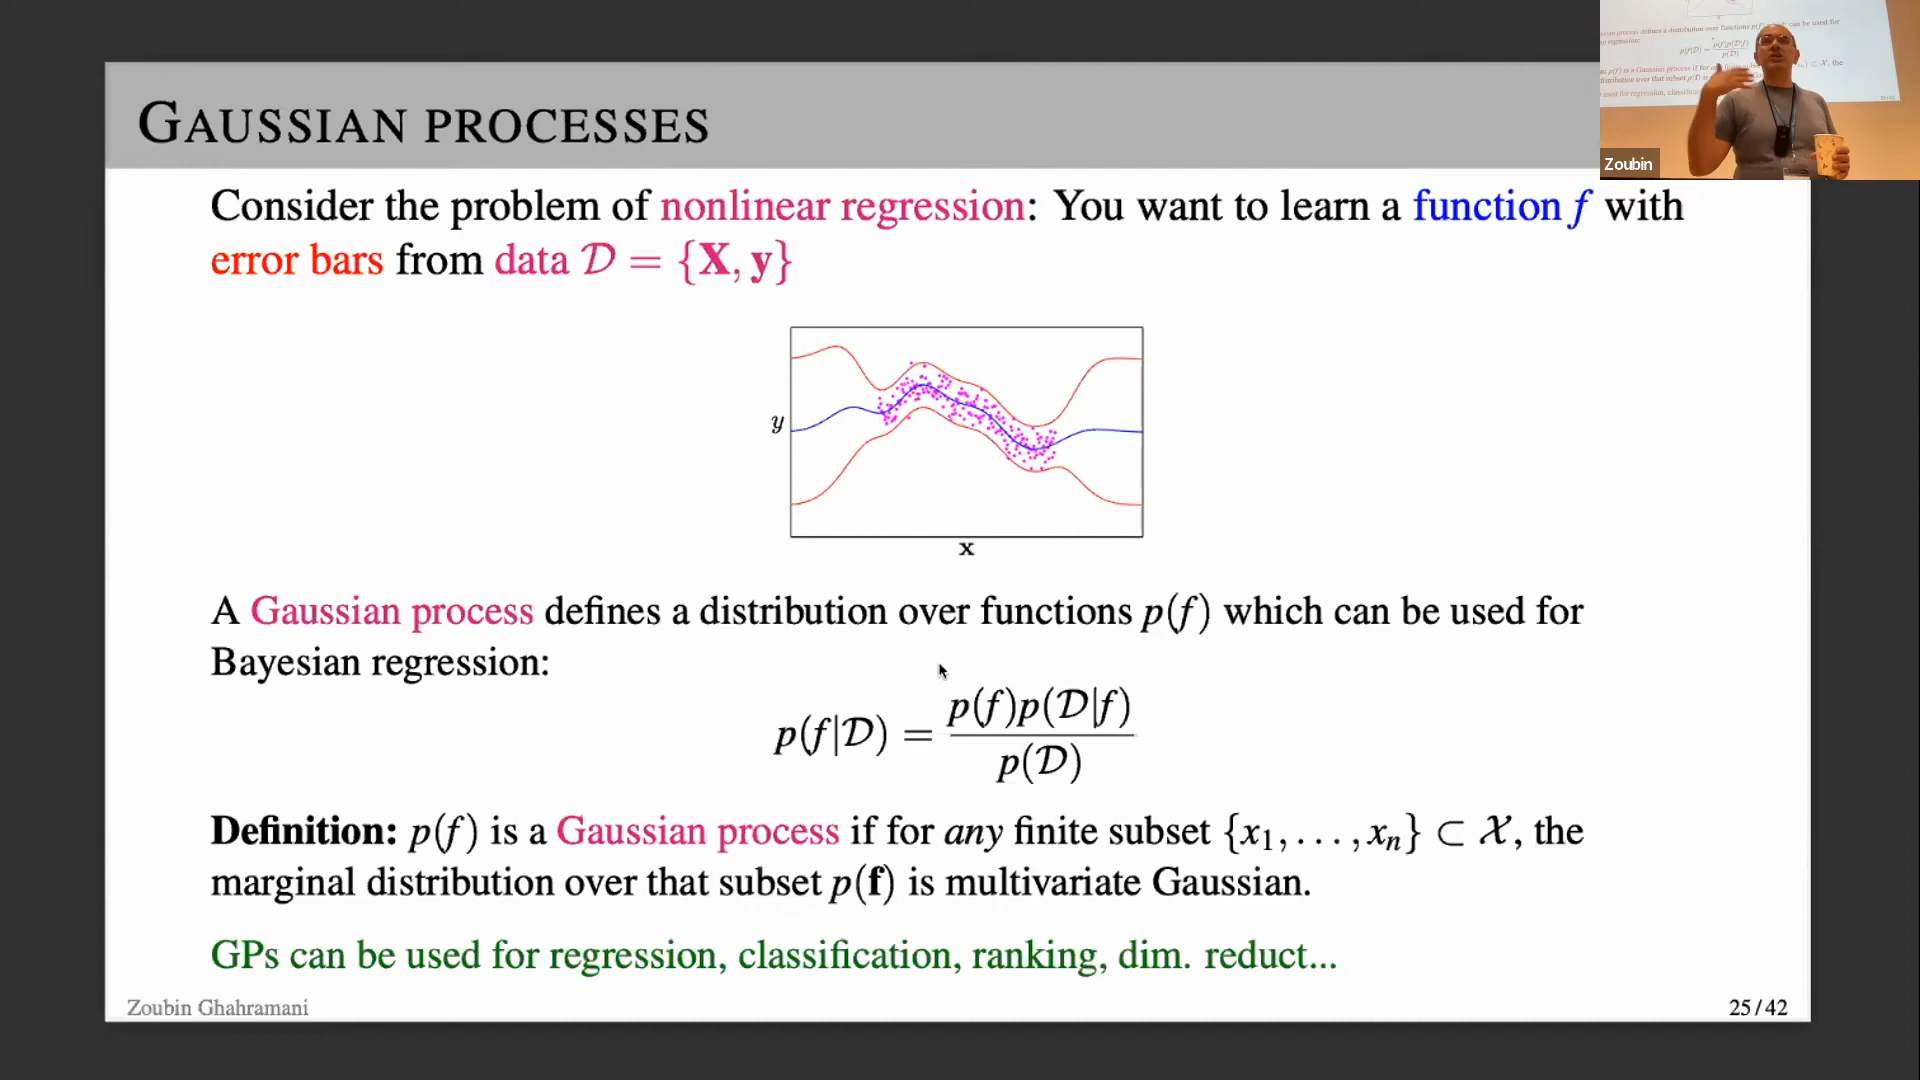 GAUSSIAN PROCESSES
Consider the problem of nonlinear regression: You want to learn a function f with
error bars from data 𝒟 = {X, y}
y
x
A Gaussian process defines a distribution over functions p(f) which can be used for
Bayesian regression:
p(f|𝒟) = p(f)p(𝒟|f) / p(𝒟)
Definition: p(f) is a Gaussian process if for any finite subset {x₁, . . . , xₙ} ⊂ 𝒳, the
marginal distribution over that subset p(f) is multivariate Gaussian.
GPs can be used for regression, classification, ranking, dim. reduct...
Zoubin Ghahramani
25 / 42
Zoubin